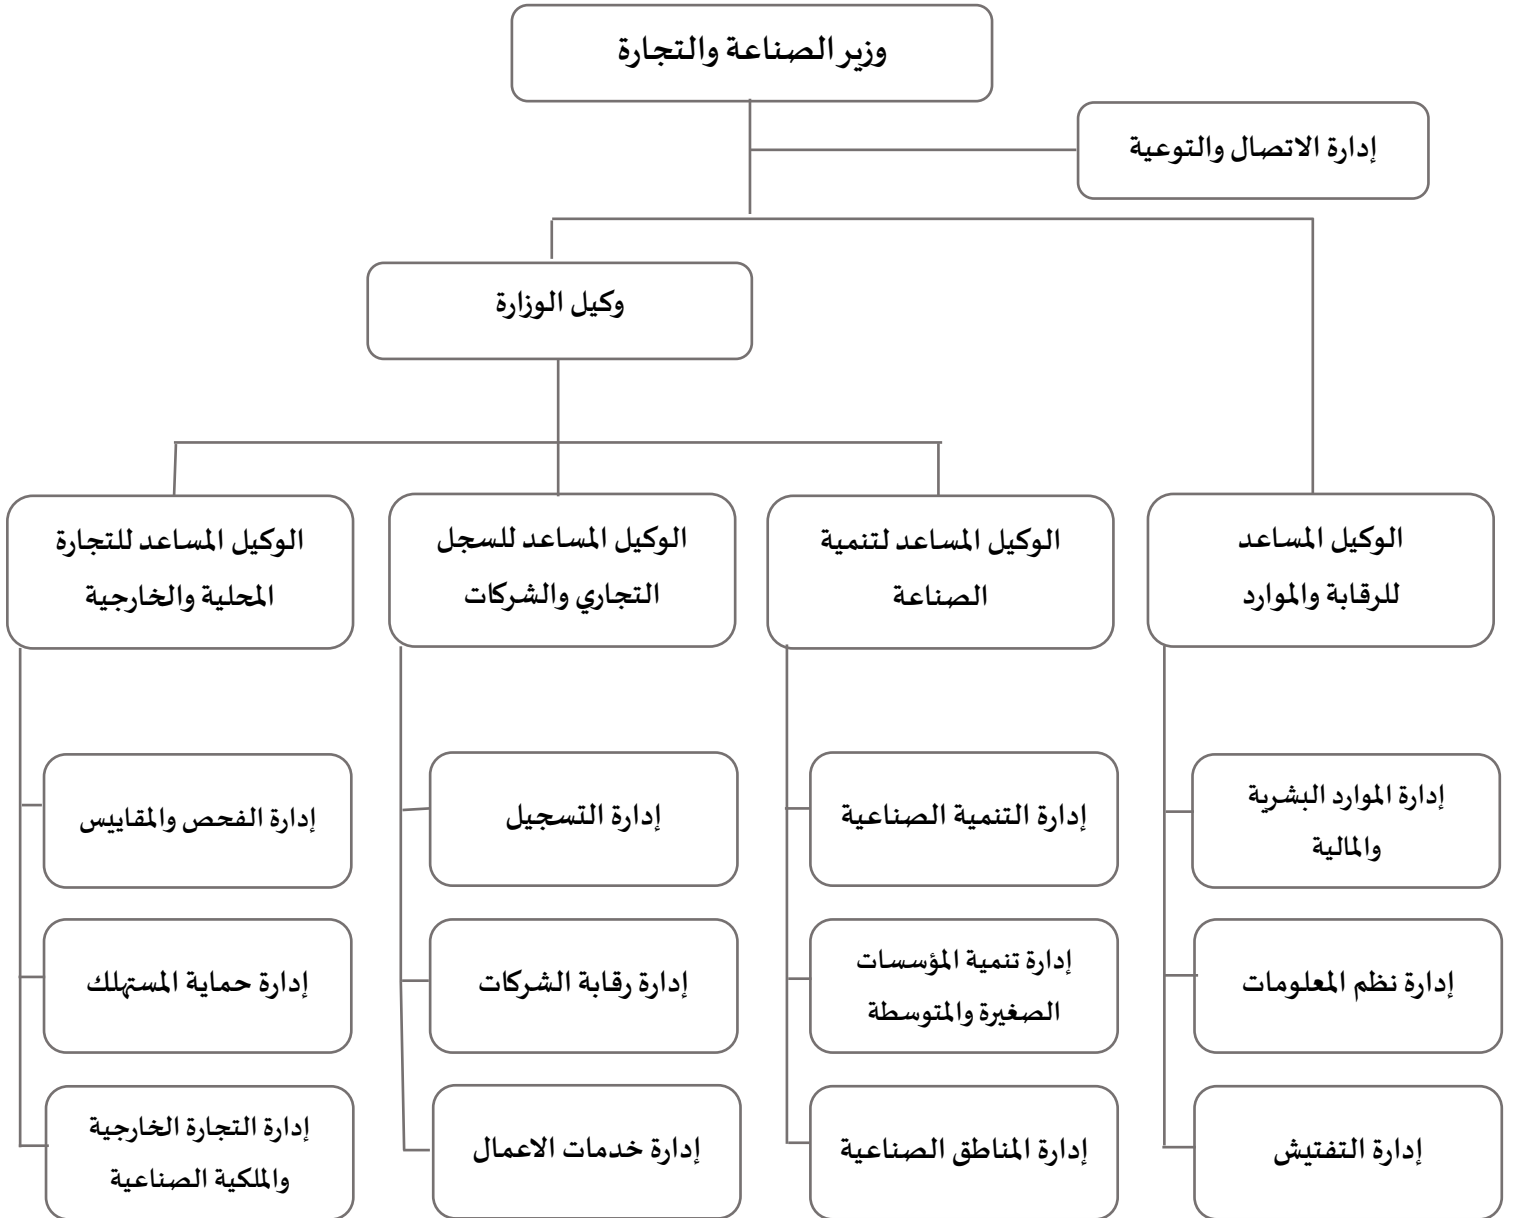 وزير الصناعة والتجارة
إدارة الاتصال والتوعية
وكيل الوزارة
الوكيل المساعد
للرقابة والموارد
الوكيل المساعد لتنمية
الصناعة
الوكيل المساعد للسجل
التجاري والشركات
الوكيل المساعد للتجارة
المحلية والخارجية
إدارة الموارد البشرية
والمالية
إدارة التنمية الصناعية
إدارة التسجيل
إدارة الفحص والمقاييس
إدارة نظم المعلومات
إدارة تنمية المؤسسات
الصغيرة والمتوسطة
إدارة رقابة الشركات
إدارة حماية المستهلك
إدارة التفتيش
إدارة المناطق الصناعية
إدارة خدمات الاعمال
إدارة التجارة الخارجية
والملكية الصناعية